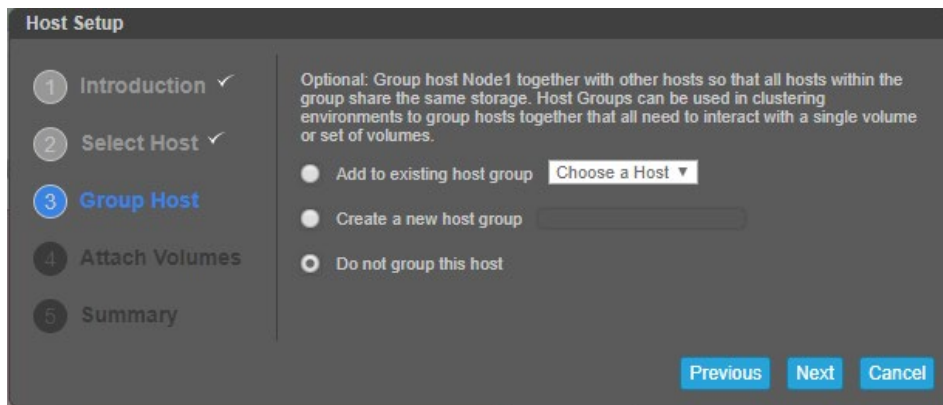 Host Setup
1 Introduction ✓
2 Select Host ✓
3 Group Host
4 Attach Volumes
5 Summary
Optional: Group host Node1 together with other hosts so that all hosts within the
group share the same storage. Host Groups can be used in clustering
environments to group hosts together that all need to interact with a single volume
or set of volumes.
Add to existing host group Choose a Host ▼
Create a new host group
Do not group this host
Previous Next Cancel